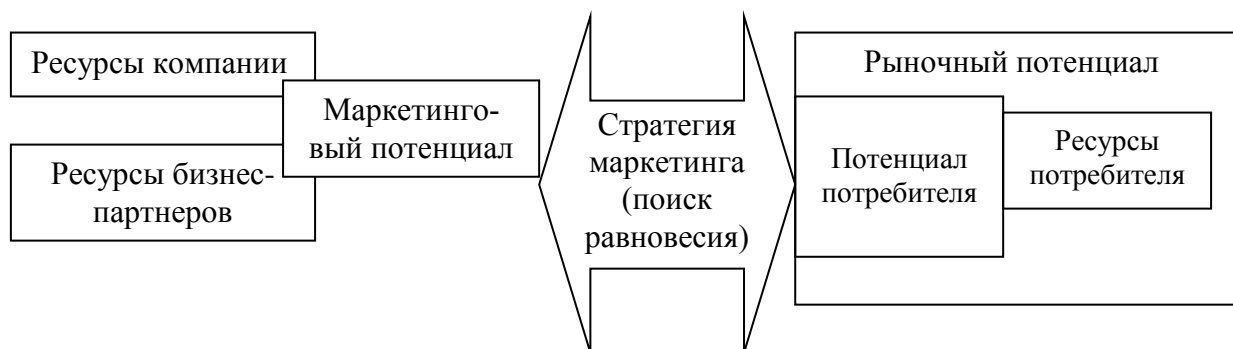 Ресурсы компании
Маркетинго-
вый потенциал
Ресурсы бизнес-
партнеров
Стратегия
маркетинга
(поиск
равновесия)
Рыночный потенциал
Потенциал
потребителя
Ресурсы
потребителя